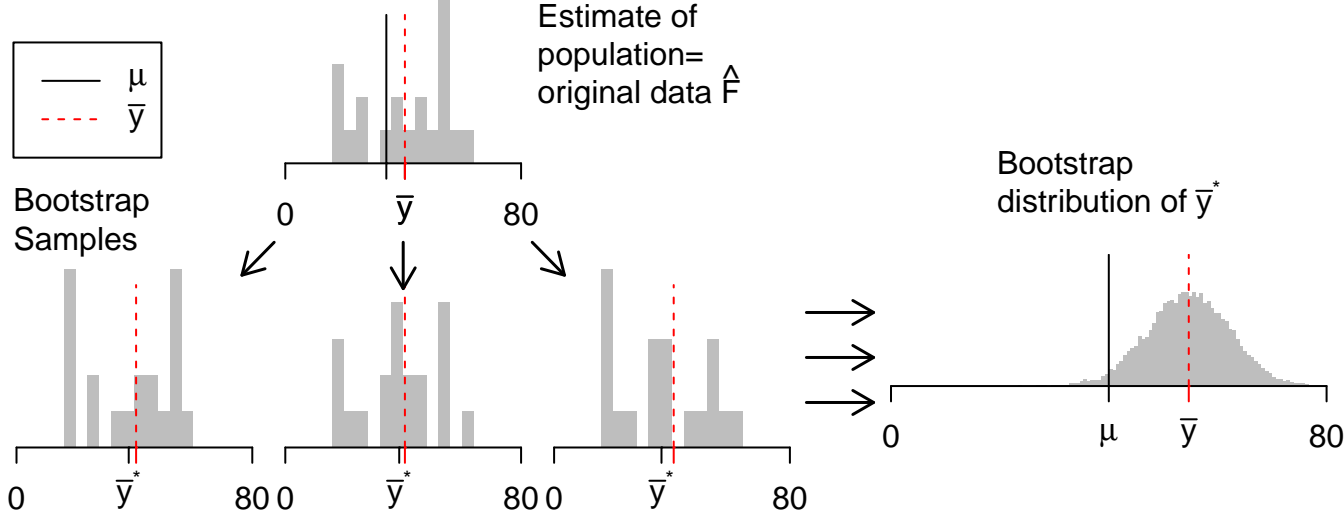 μ
y̅
Estimate of
population=
original data F̂
0 y̅ 80
Bootstrap
Samples
0 y̅* 80
0 y̅* 80
0 y̅* 80
Bootstrap
distribution of y̅*
0 μ y̅ 80